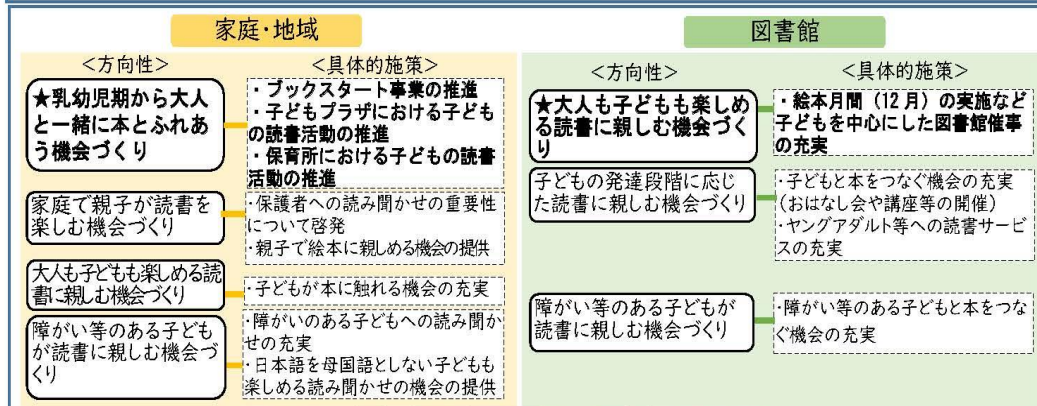 家庭・地域
<方向性>
<具体的施策>
★乳幼児期から大人
と一緒に本とふれあ
う機会づくり
・ブックスタート事業の推進
・子どもプラザにおける子ども
の読書活動の推進
・保育所における子どもの読書
活動の推進
家庭で親子が読書を
楽しむ機会づくり
・保護者への読み聞かせの重要性
について啓発
・親子で絵本に親しめる機会の提供
大人も子どもも楽しめる読
書に親しむ機会づくり
・子どもが本に触れる機会の充実
障がい等のある子ども
が読書に親しむ機会づ
くり
・障がいのある子どもへの読み聞か
せの充実
・日本語を母国語としない子どもも
楽しめる読み聞かせの機会の提供
図書館
<方向性>
<具体的施策>
★大人も子どもも楽しめ
る読書に親しむ機会づく
り
・絵本月間(12月)の実施など
子どもを中心にした図書館催事
の充実
子どもの発達段階に応じ
た読書に親しむ機会づくり
・子どもと本をつなぐ機会の充実
(おはなし会や講座等の開催)
・ヤングアダルト等への読書サービ
スの充実
障がい等のある子どもが
読書に親しむ機会づくり
・障がい等のある子どもと本をつな
ぐ機会の充実